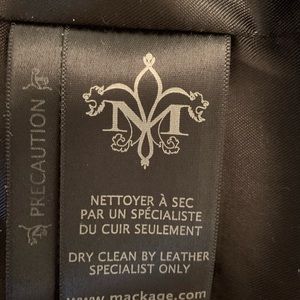 PRECAUTION
M
NETTOYER À SEC
PAR UN SPÉCIALISTE
DU CUIR SEULEMENT
DRY CLEAN BY LEATHER
SPECIALIST ONLY
www.mackage.com